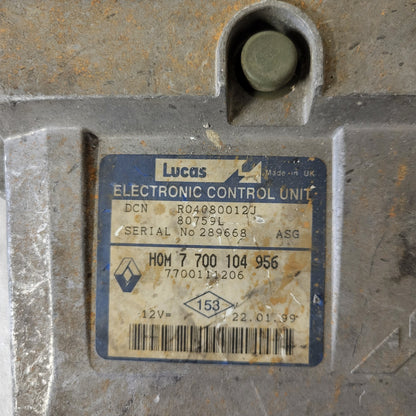 Lucas Made in UK
ELECTRONIC CONTROL UNIT
DCN R04080012J
80759L
SERIAL No 289668 ASG
HOM 7 700 104 956
7700111206
153
12V= 22.01.99